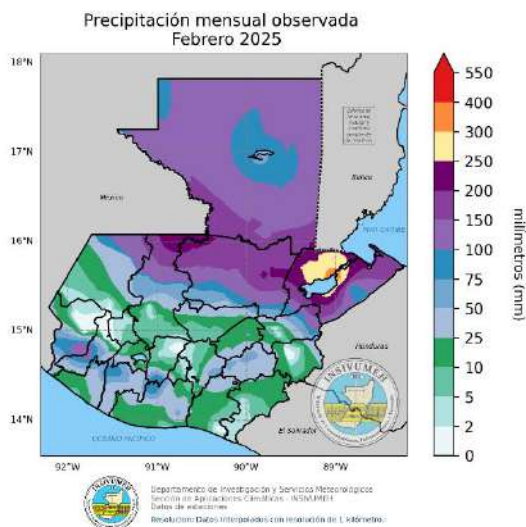 Precipitación mensual observada
Febrero 2025
18°N
17°N
16°N
15°N
14°N
92°W
91°W
90°W
89°W
México
Belice
MAR CARIBE
Honduras
El Salvador
OCEANO PACIFICO
INSIVUMEH
550
400
300
250
200
150
100
75
50
25
10
5
2
0
milímetros (mm)
Departamento de Investigación y Servicios Meteorológicos
Sección de Aplicaciones Climáticas - INSIVUMEH
Datos de estaciones
Resolución: Datos interpolados con resolución de 1 kilómetro.